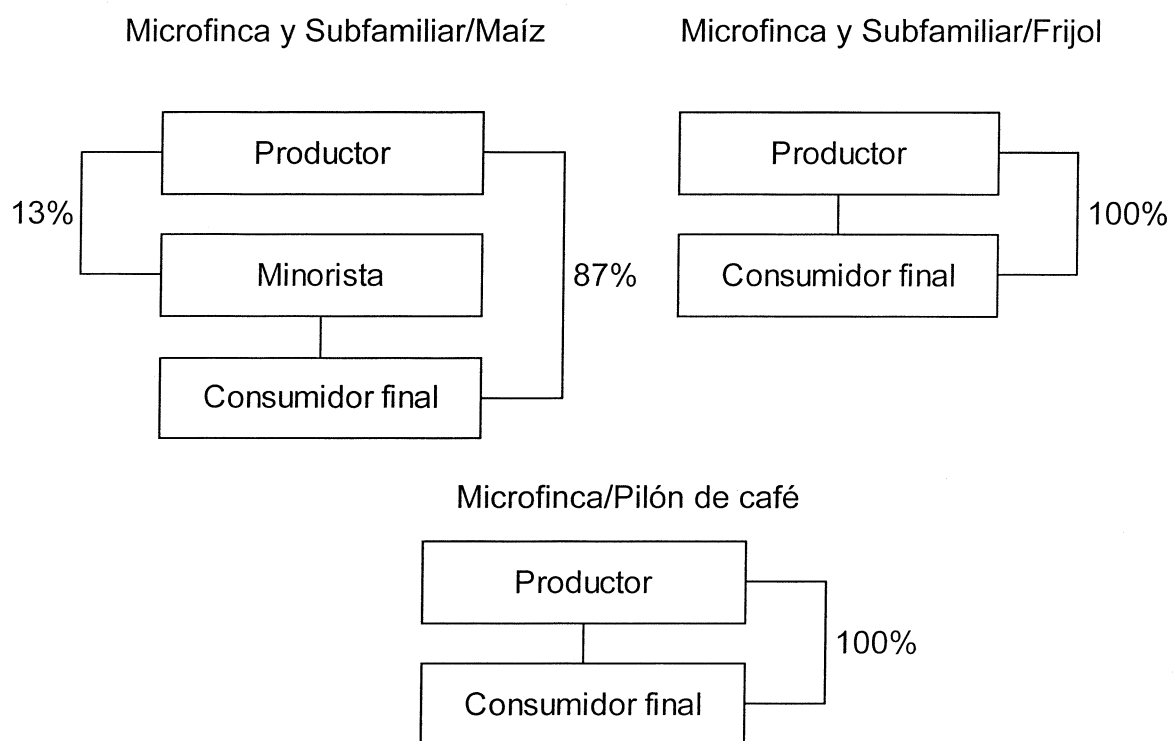 Microfinca y Subfamiliar/Maíz
Productor
13%
Minorista
87%
Consumidor final
Microfinca y Subfamiliar/Frijol
Productor
100%
Consumidor final
Microfinca/Pilón de café
Productor
100%
Consumidor final